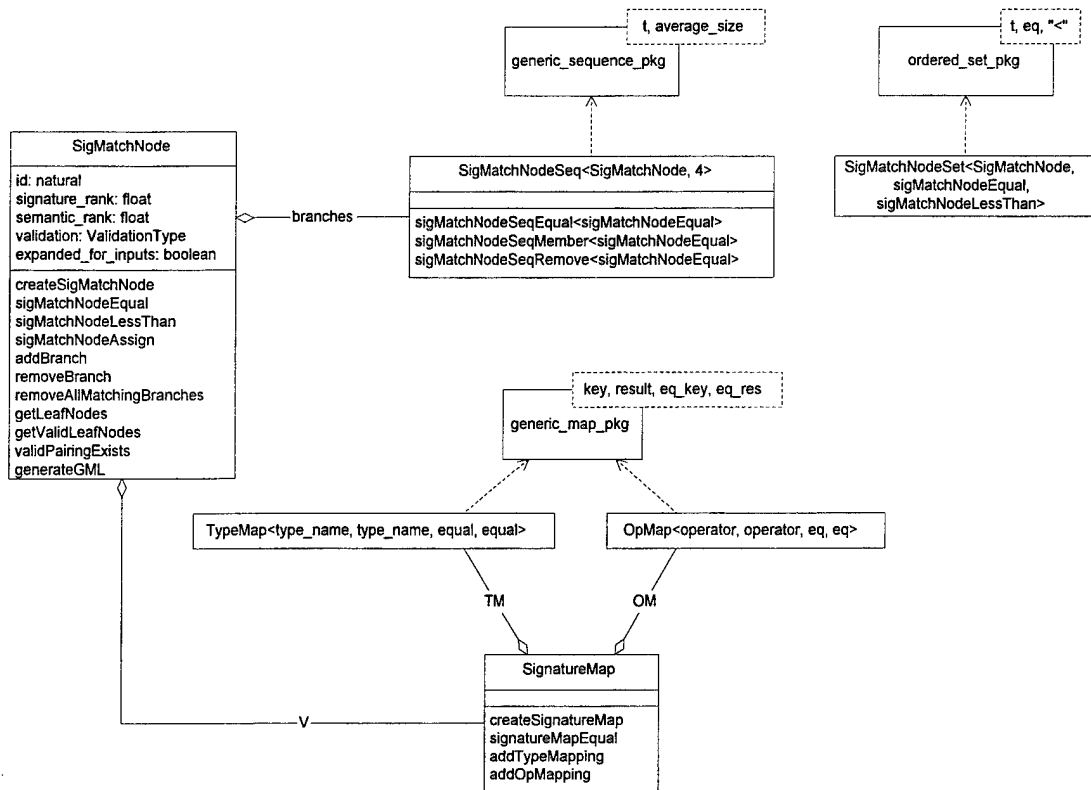 t, average_size
generic_sequence_pkg
t, eq, "<"
ordered_set_pkg
SigMatchNode
id: natural
signature_rank: float
semantic_rank: float
validation: ValidationType
expanded_for_inputs: boolean
createSigMatchNode
sigMatchNodeEqual
sigMatchNodeLessThan
sigMatchNodeAssign
addBranch
removeBranch
removeAllMatchingBranches
getLeafNodes
getValidLeafNodes
validPairingExists
generateGML
branches
SigMatchNodeSeq<SigMatchNode, 4>
sigMatchNodeSeqEqual<sigMatchNodeEqual>
sigMatchNodeSeqMember<sigMatchNodeEqual>
sigMatchNodeSeqRemove<sigMatchNodeEqual>
SigMatchNodeSet<SigMatchNode,
sigMatchNodeEqual,
sigMatchNodeLessThan>
key, result, eq_key, eq_res
generic_map_pkg
TypeMap<type_name, type_name, equal, equal>
OpMap<operator, operator, eq, eq>
TM
OM
SignatureMap
createSignatureMap
signatureMapEqual
addTypeMapping
addOpMapping
V